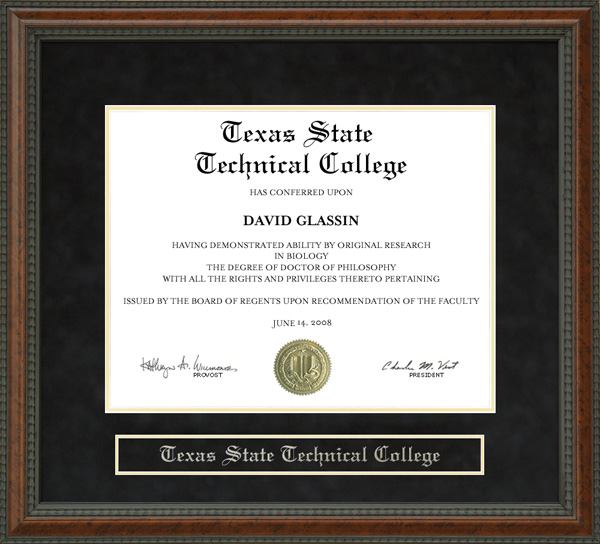 Texas State
Technical College
HAS CONFERRED UPON
DAVID GLASSIN
HAVING DEMONSTRATED ABILITY BY ORIGINAL RESEARCH
IN BIOLOGY
THE DEGREE OF DOCTOR OF PHILOSOPHY
WITH ALL THE RIGHTS AND PRIVILEGES THERETO PERTAINING
ISSUED BY THE BOARD OF REGENTS UPON RECOMMENDATION OF THE FACULTY
JUNE 14, 2008
Charles M. Vest
PROVOST
PRESIDENT
Texas State Technical College